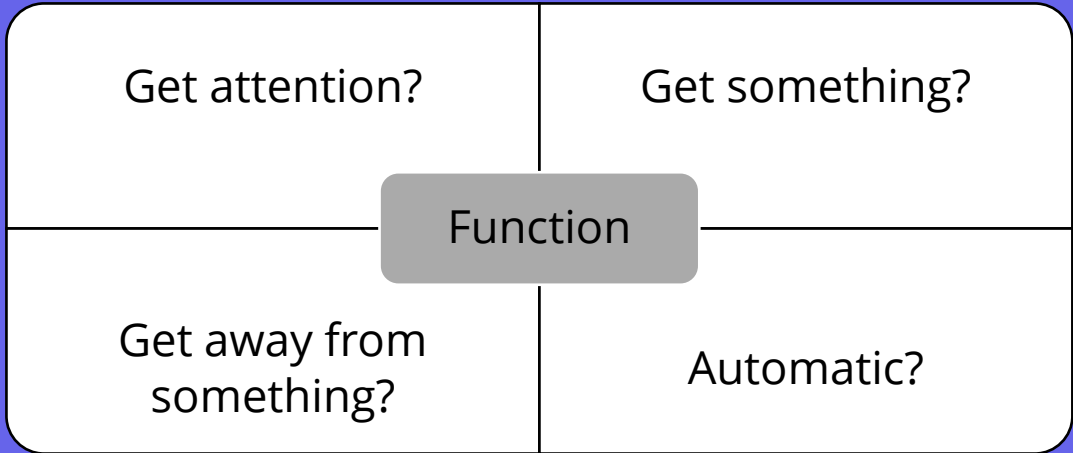 Get attention?
Get something?
Function
Get away from
something?
Automatic?